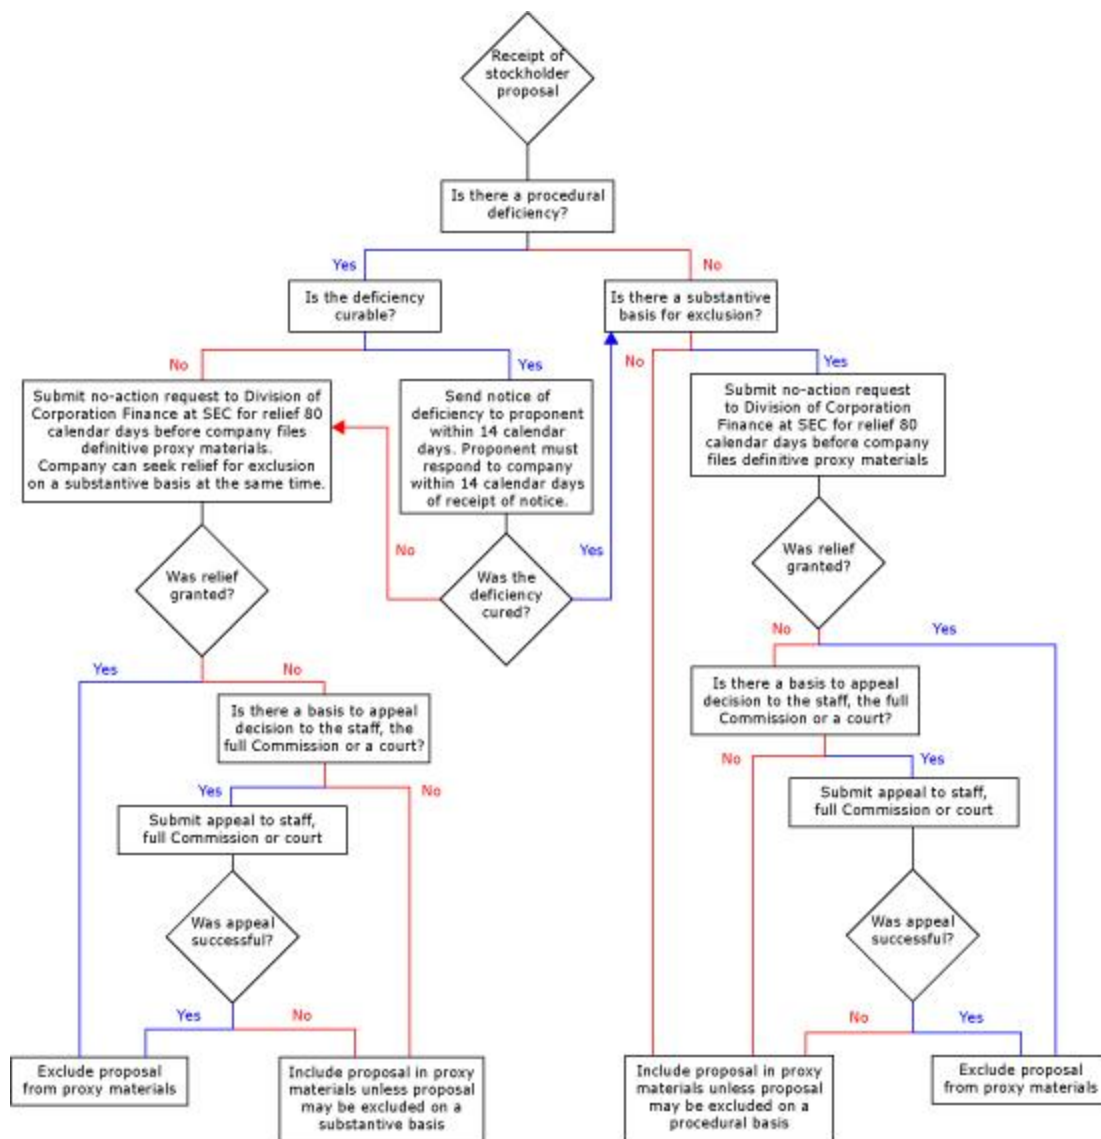 Receipt of
stockholder
proposal
Is there a procedural
deficiency?
Yes
No
Is the deficiency
curable?
Is there a substantive
basis for exclusion?
No
Yes
No
Yes
Submit no-action request to Division of
Corporation Finance at SEC for relief 80
calendar days before company files
definitive proxy materials.
Company can seek relief for exclusion
on a substantive basis at the same time.
Send notice of
deficiency to proponent
within 14 calendar
days. Proponent must
respond to company
within 14 calendar days
of receipt of notice.
Submit no-action request
to Division of Corporation
Finance at SEC for relief 80
calendar days before company
files definitive proxy materials
No
Yes
Was relief
granted?
Was the
deficiency
cured?
Was relief
granted?
Yes
No
No
Yes
Is there a basis to appeal
decision to the staff, the
full Commission or a court?
Is there a basis to appeal
decision to the staff, the full
Commission or a court?
Yes
No
No
Yes
Submit appeal to staff,
full Commission or court
Submit appeal to staff,
full Commission or court
Was appeal
successful?
Was appeal
successful?
Yes
No
No
Yes
Exclude proposal
from proxy materials
Include proposal in proxy
materials unless proposal
may be excluded on a
substantive basis
Include proposal in proxy
materials unless proposal
may be excluded on a
procedural basis
Exclude proposal
from proxy materials